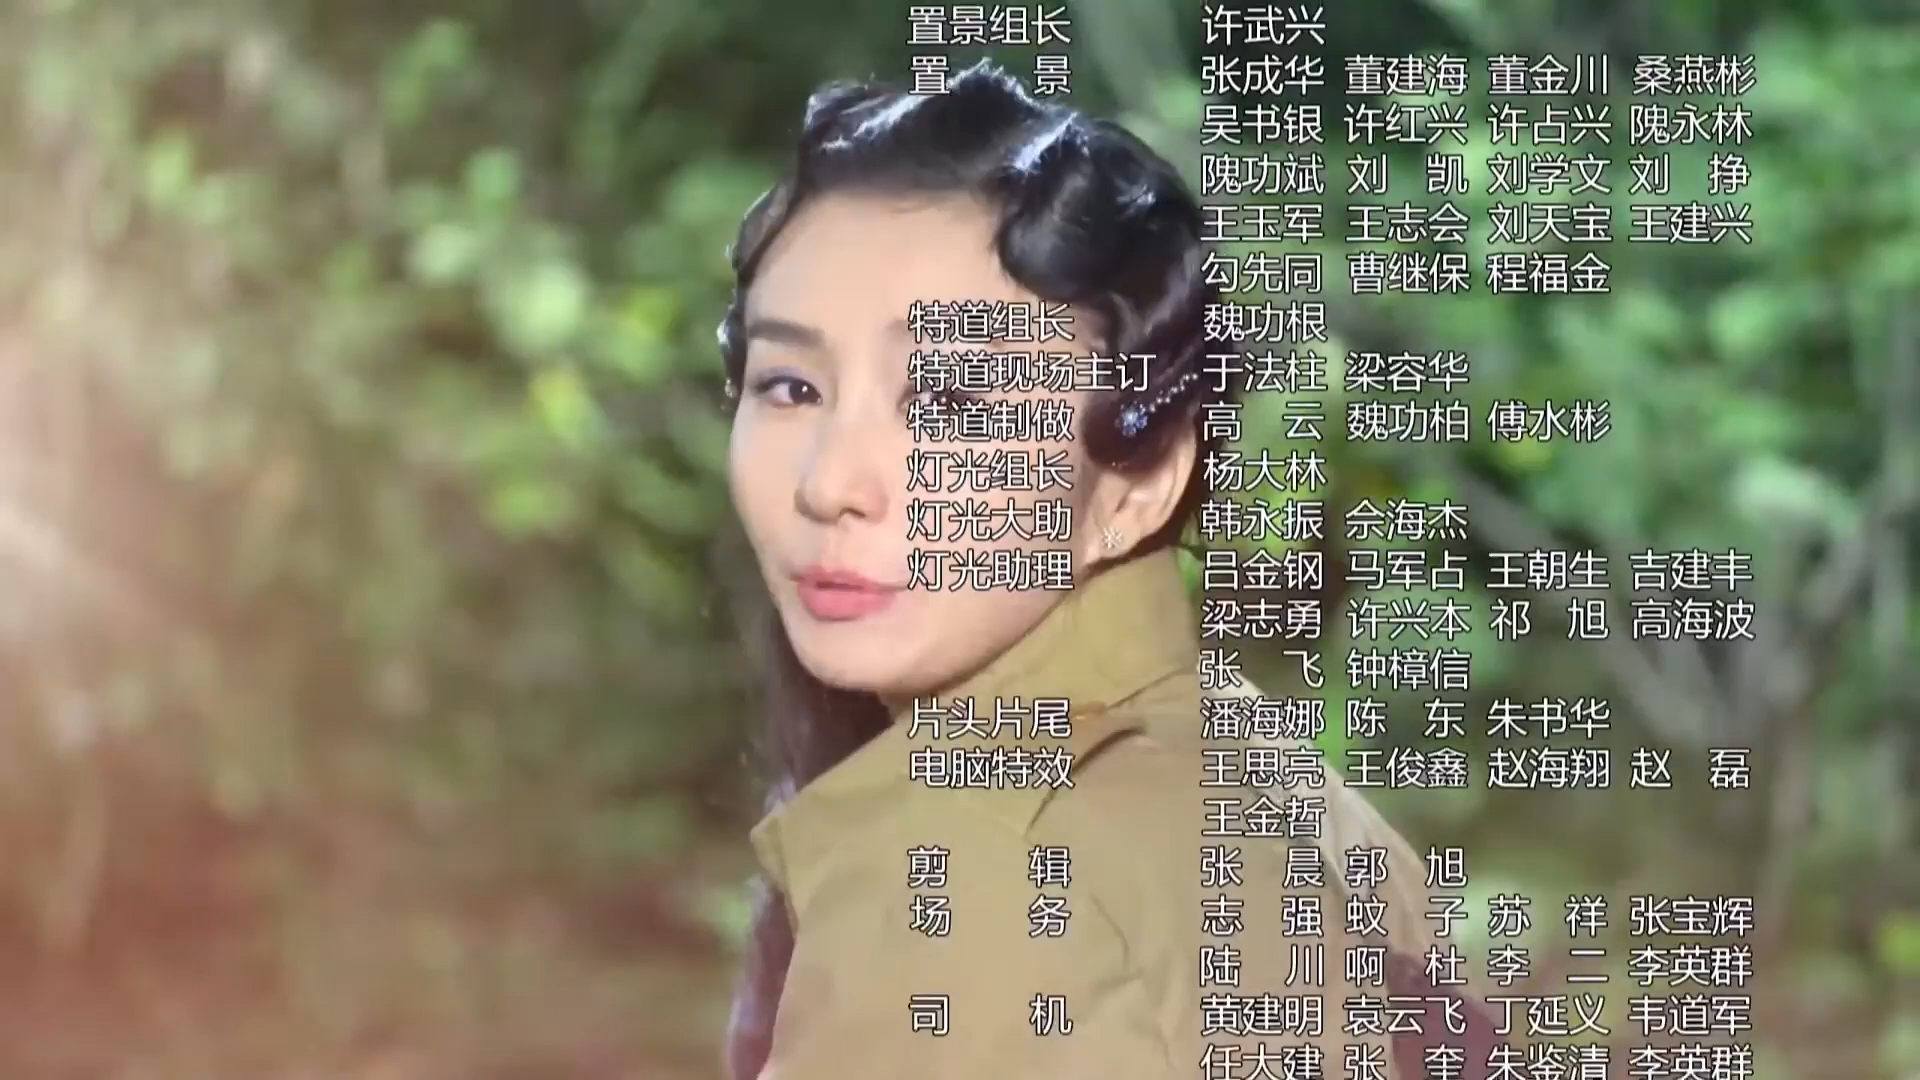 置景组长 许武兴
置景 张成华 董建海 董金川 桑燕彬
吴书银 许红兴 许占兴 隗永林
隗功斌 刘凯 刘学文 刘挣
王玉军 王志会 刘天宝 王建兴
勾先同 曹继保 程福金
特道组长 魏功根
特道现场主订 于法柱 梁容华
特道制做 高云 魏功柏 傅水彬
灯光组长 杨大林
灯光大助 韩永振 佘海杰
灯光助理 吕金钢 马军占 王朝生 吉建丰
梁志勇 许兴本 祁旭 高海波
张飞 钟樟信
片头片尾 潘海娜 陈东 朱书华
电脑特效 王思亮 王俊鑫 赵海翔 赵磊
王金哲
剪辑 张晨 郭旭
场务 志强 蚊子 苏祥 张宝辉
陆川 啊杜 李二 李英群
司机 黄建明 袁云飞 丁延义 韦道军
任大建 张奎 朱鉴清 李英群